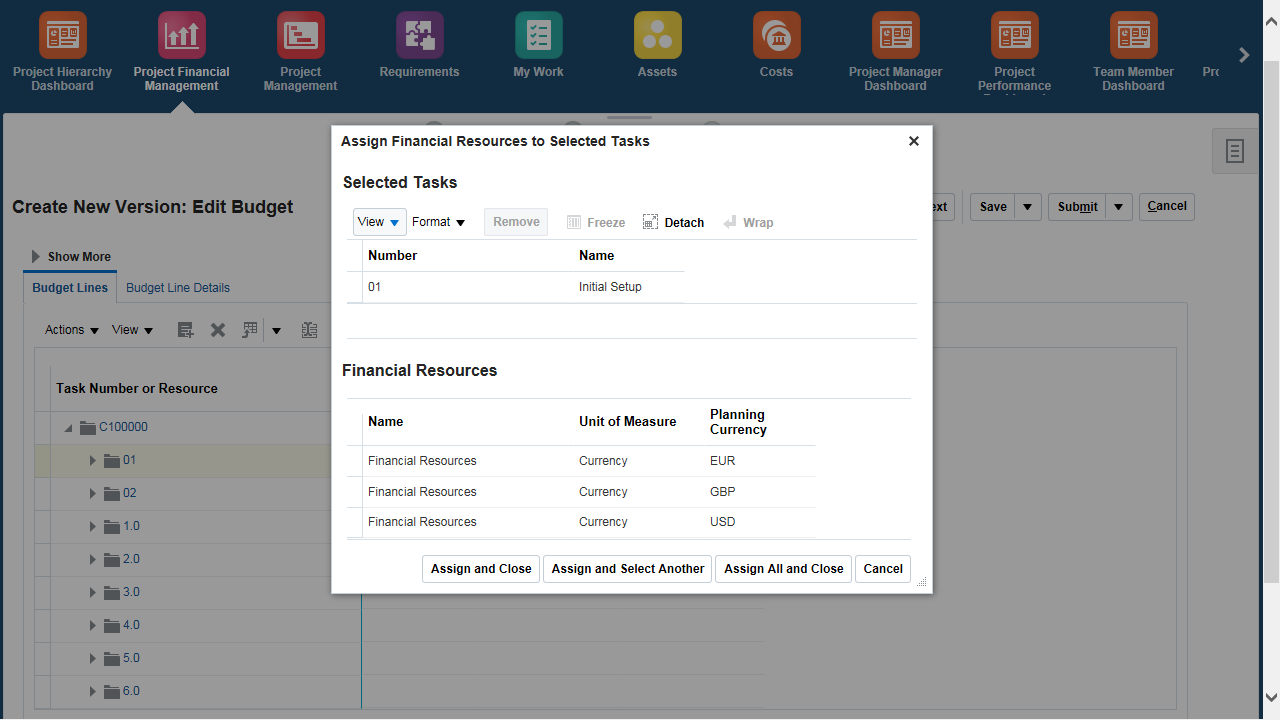 Project Hierarchy
Dashboard
Project Financial
Management
Project
Management
Requirements
My Work
Assets
Costs
Project Manager
Dashboard
Project
Performance
Team Member
Dashboard
Assign Financial Resources to Selected Tasks
Selected Tasks
Create New Version: Edit Budget
ext
Save
Submit
Cancel
View
Format
Remove
Freeze
Detach
Wrap
Number
Name
01
Initial Setup
Show More
Budget Lines
Budget Line Details
Actions
View
Task Number or Resource
C100000
01
02
1.0
2.0
3.0
4.0
5.0
6.0
Financial Resources
Name
Unit of Measure
Planning
Currency
Financial Resources
Currency
EUR
Financial Resources
Currency
GBP
Financial Resources
Currency
USD
Assign and Close
Assign and Select Another
Assign All and Close
Cancel